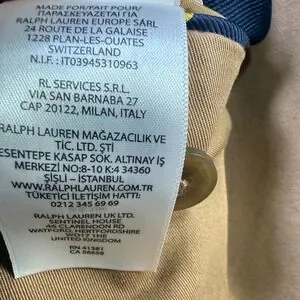 MADE FOR/FAIT POUR/
ΠΑΡΑΣΚΕΥΑΖΕΤΑΙ ΓΙΑ
RALPH LAUREN EUROPE SÀRL
24 ROUTE DE LA GALAISE
1228 PLAN-LES-OUATES
SWITZERLAND
N.I.F.: IT03945310963
RL SERVICES S.R.L.
VIA SAN BARNABA 27
CAP 20122, MILAN, ITALY
RALPH LAUREN MAĞAZACILIK VE
TİC. LTD. ŞTİ
ESENTEPE KASAP SOK. ALTINAY İŞ
MERKEZİ NO:8-10 K:4 34360
ŞİŞLİ - İSTANBUL
WWW.RALPHLAUREN.COM.TR
TÜKETİCİ İLETİŞİM HATTI:
0212 345 69 69
RALPH LAUREN UK LTD.
SENTINEL HOUSE
46 CLARENDON RD
WATFORD, HERTFORDSHIRE
WD17 1HE
UNITED KINGDOM
RN 41381